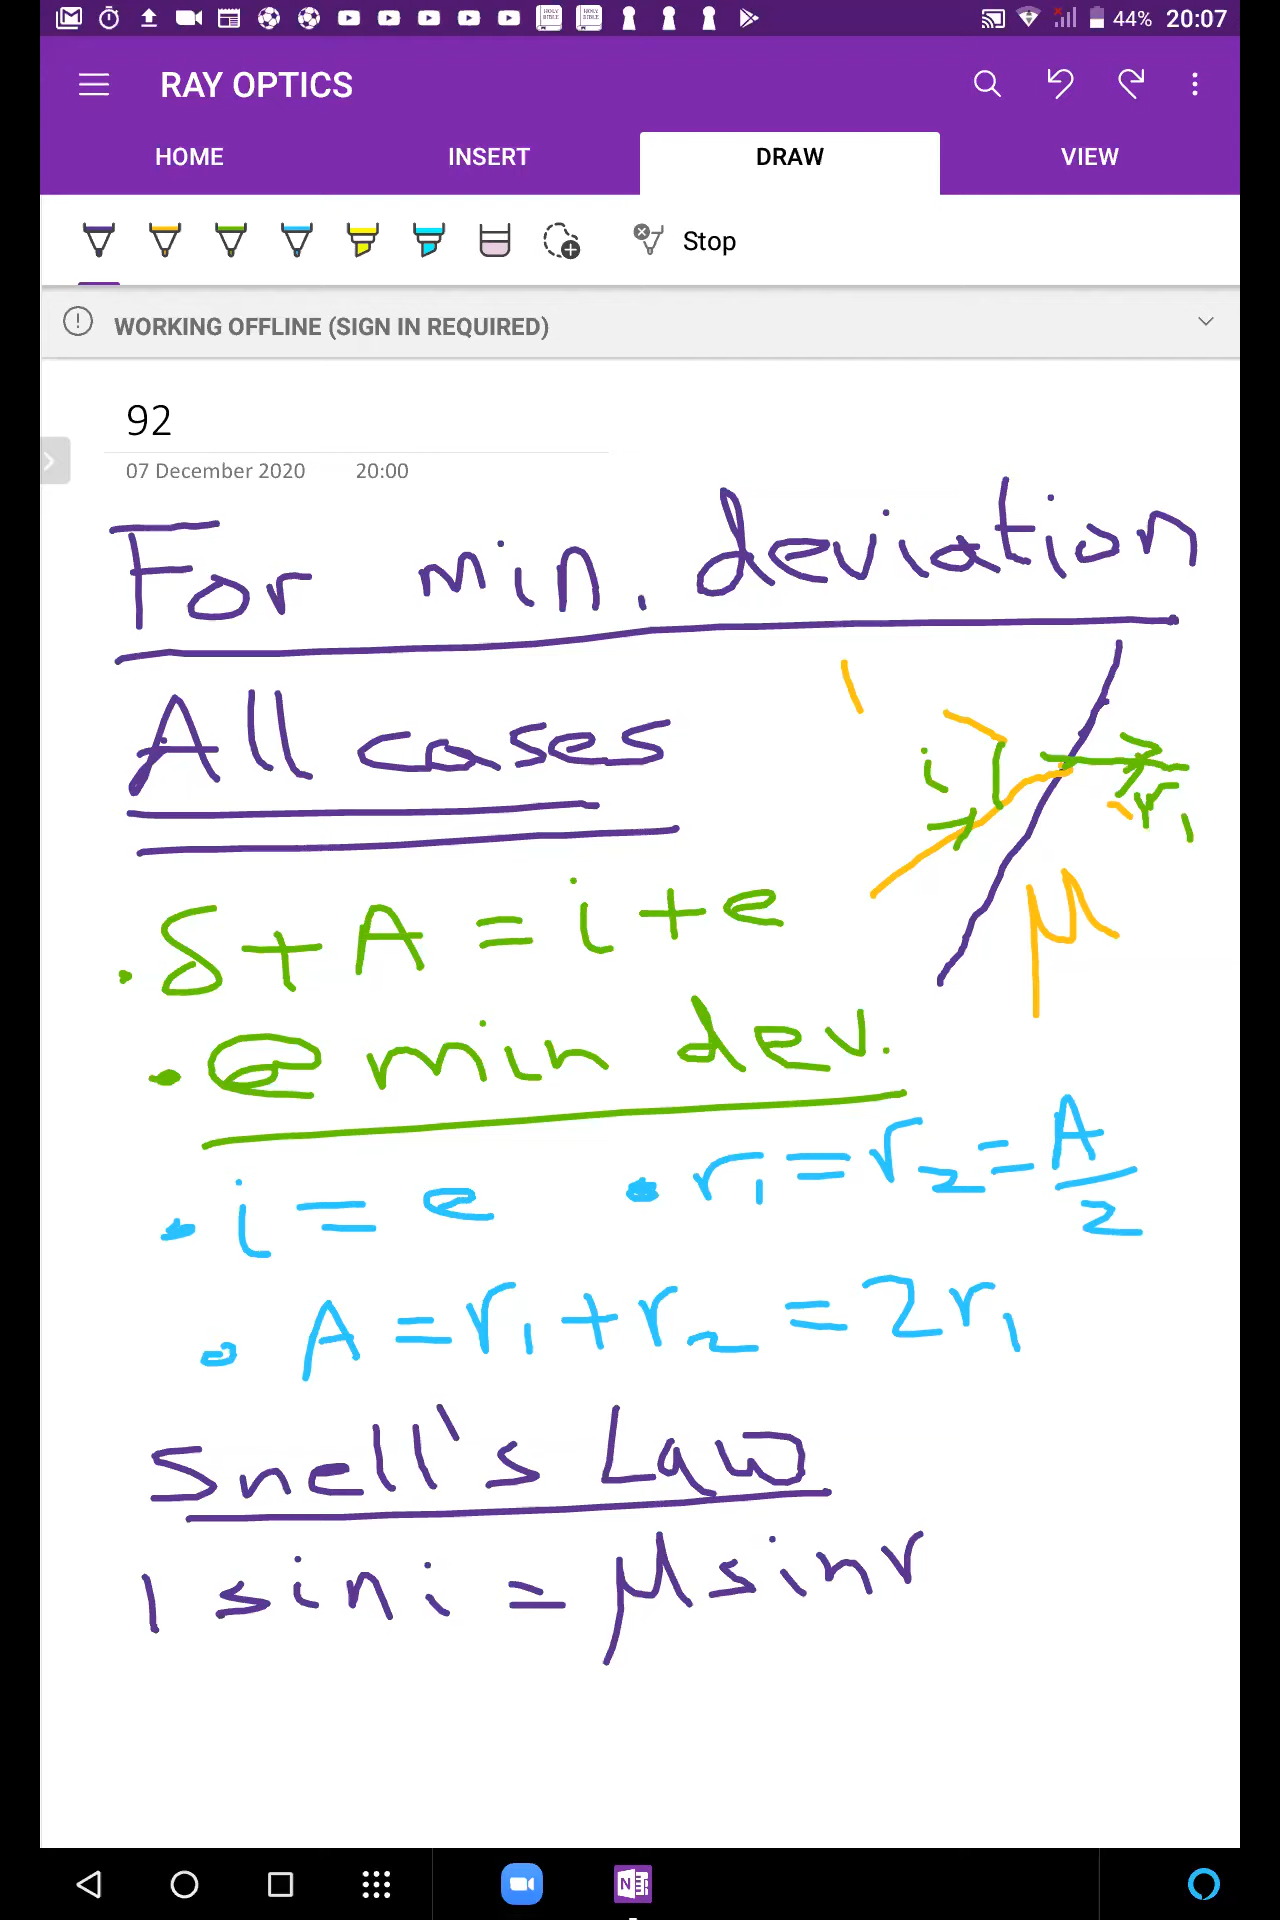 44% 20:07
RAY OPTICS
HOME INSERT DRAW VIEW
Stop
WORKING OFFLINE (SIGN IN REQUIRED)
92
07 December 2020 20:00
For min. deviation
All cases
1
i
r₁
μ
. δ + A = i + e
. @ min dev.
. i = e . r₁ = r₂ = A/2
. A = r₁ + r₂ = 2r₁
Snell's Law
1 sin i = μ sin r